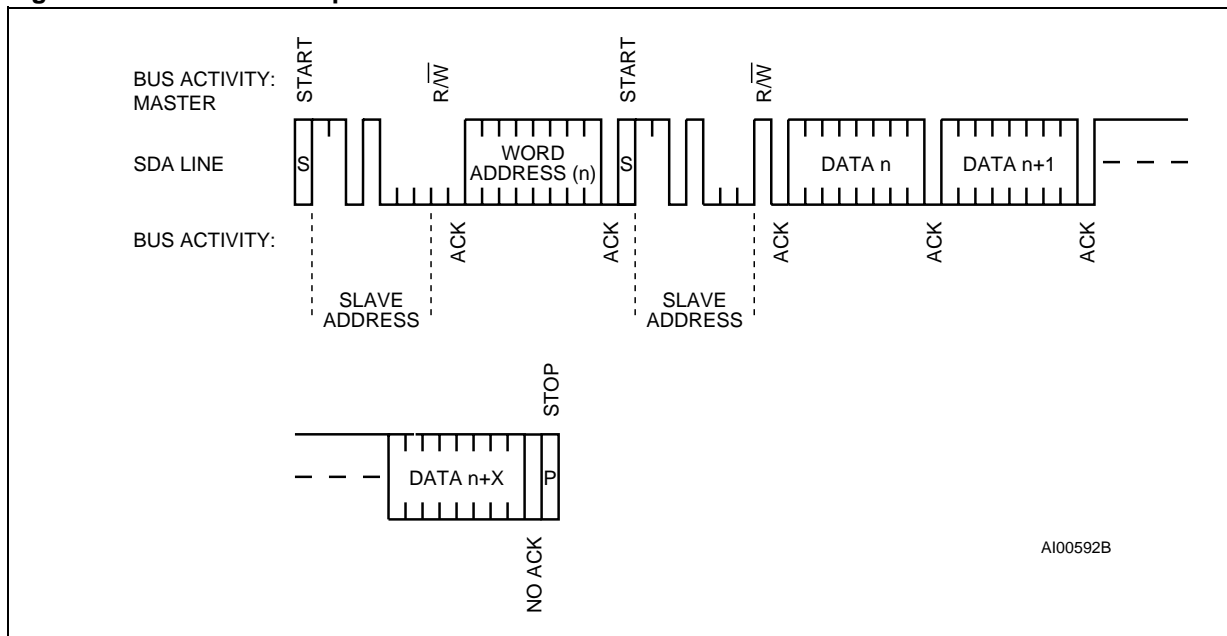 BUS ACTIVITY:
MASTER
START
R/W
START
R/W
SDA LINE
S
WORD
ADDRESS (n)
S
DATA n
DATA n+1
BUS ACTIVITY:
ACK
ACK
ACK
ACK
ACK
SLAVE
ADDRESS
SLAVE
ADDRESS
STOP
DATA n+X
P
NO ACK
AI00592B